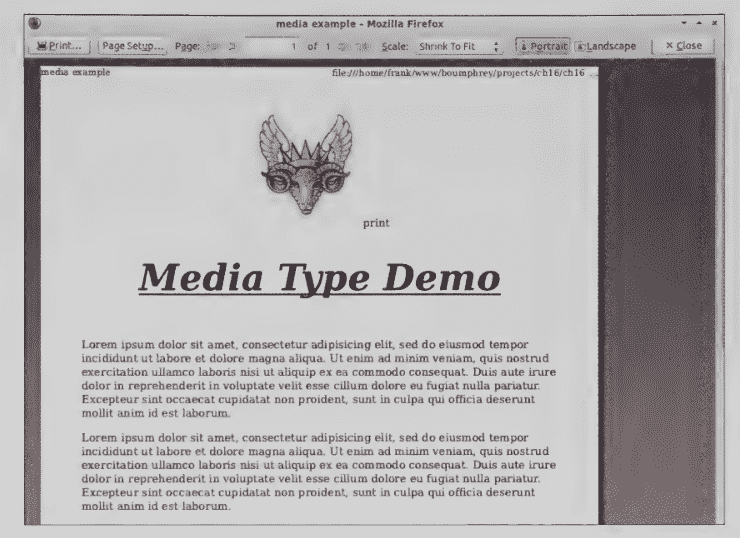 media example - Mozilla Firefox
Print... Page Setup... Page: 1 of 1 Scale: Shrink To Fit Portrait Landscape Close
media example file:///home/frank/www/boumphrey/projects/ch16/ch16 ...
print
Media Type Demo
Lorem ipsum dolor sit amet, consectetur adipisicing elit, sed do eiusmod tempor
incididunt ut labore et dolore magna aliqua. Ut enim ad minim veniam, quis nostrud
exercitation ullamco laboris nisi ut aliquip ex ea commodo consequat. Duis aute irure
dolor in reprehenderit in voluptate velit esse cillum dolore eu fugiat nulla pariatur.
Excepteur sint occaecat cupidatat non proident, sunt in culpa qui officia deserunt
mollit anim id est laborum.
Lorem ipsum dolor sit amet, consectetur adipisicing elit, sed do eiusmod tempor
incididunt ut labore et dolore magna aliqua. Ut enim ad minim veniam, quis nostrud
exercitation ullamco laboris nisi ut aliquip ex ea commodo consequat. Duis aute irure
dolor in reprehenderit in voluptate velit esse cillum dolore eu fugiat nulla pariatur.
Excepteur sint occaecat cupidatat non proident, sunt in culpa qui officia deserunt
mollit anim id est laborum.